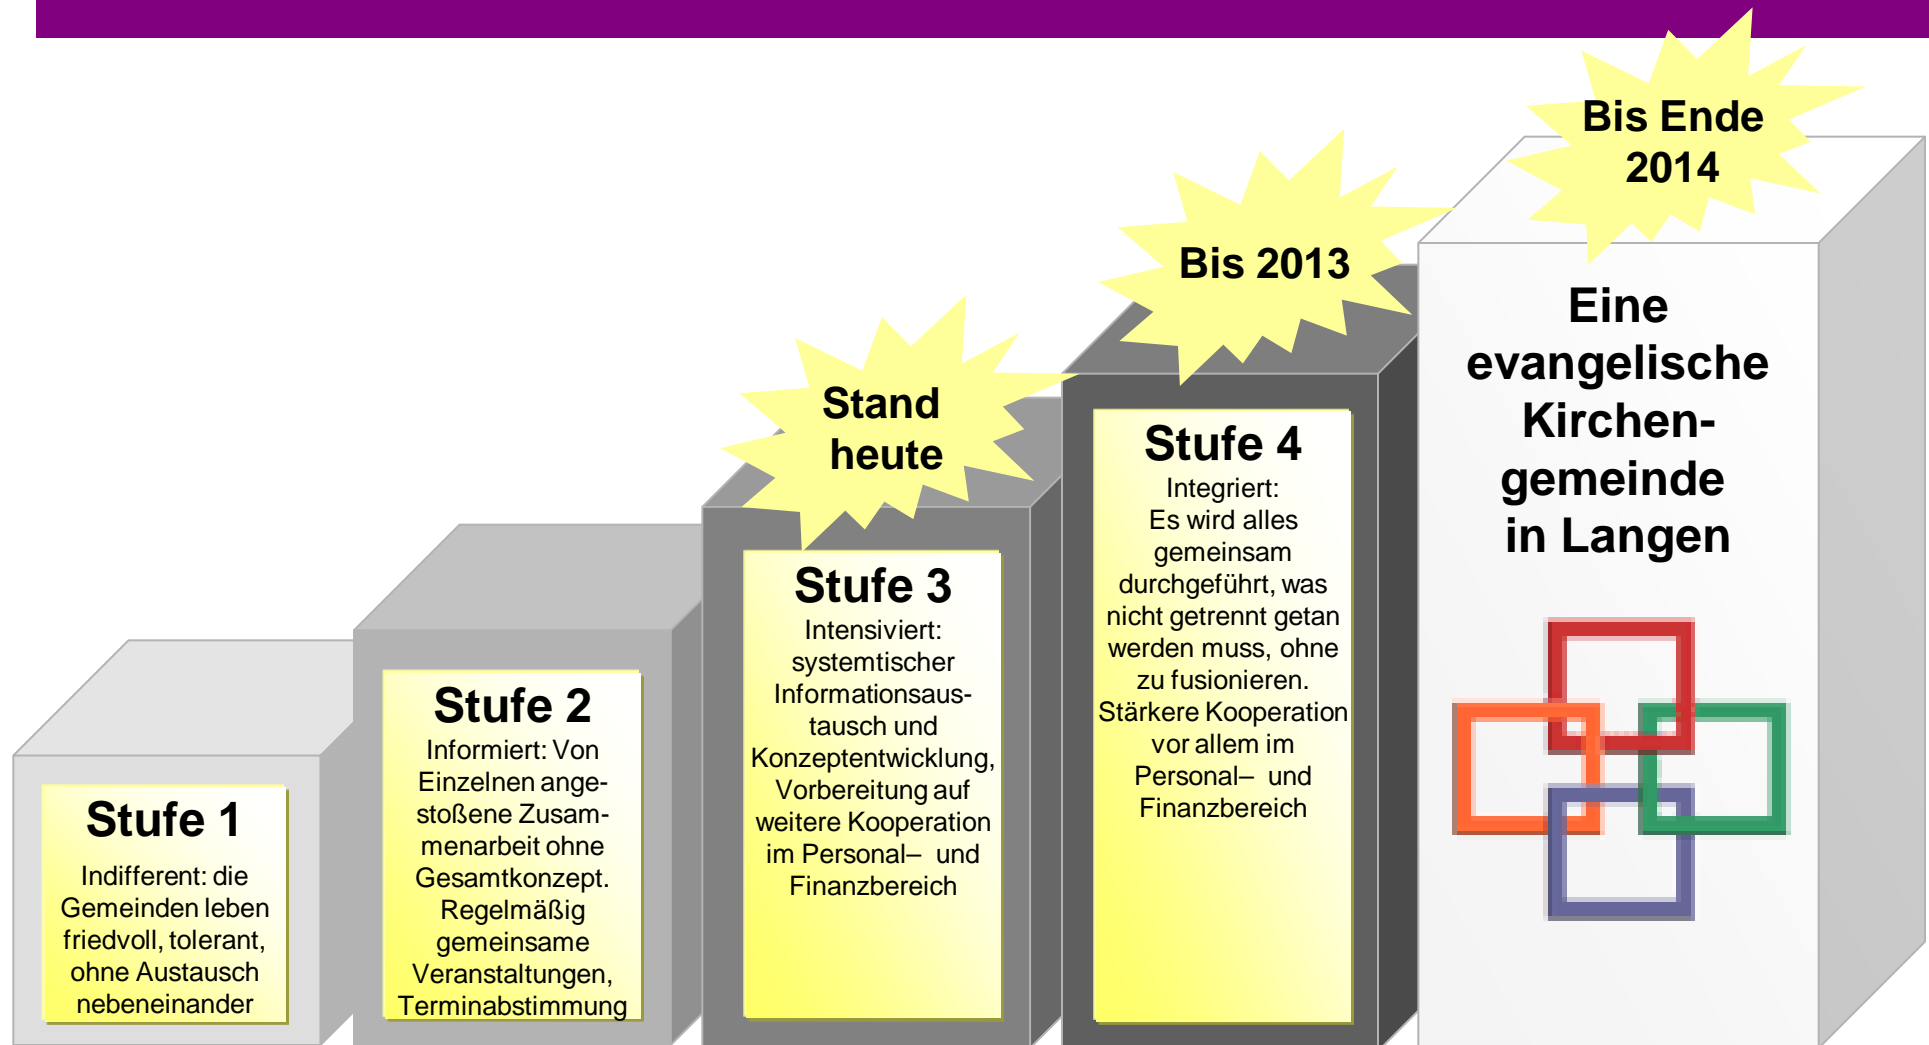 Stufe 1
Indifferent: die
Gemeinden leben
friedvoll, tolerant,
ohne Austausch
nebeneinander
Stufe 2
Informiert: Von
Einzelnen ange-
stoßene Zusam-
menarbeit ohne
Gesamtkonzept.
Regelmäßig
gemeinsame
Veranstaltungen,
Terminabstimmung
Stand
heute
Stufe 3
Intensiviert:
systemtischer
Informationsaus-
tausch und
Konzeptentwicklung,
Vorbereitung auf
weitere Kooperation
im Personal– und
Finanzbereich
Bis 2013
Stufe 4
Integriert:
Es wird alles
gemeinsam
durchgeführt, was
nicht getrennt getan
werden muss, ohne
zu fusionieren.
Stärkere Kooperation
vor allem im
Personal– und
Finanzbereich
Bis Ende
2014
Eine
evangelische
Kirchen-
gemeinde
in Langen